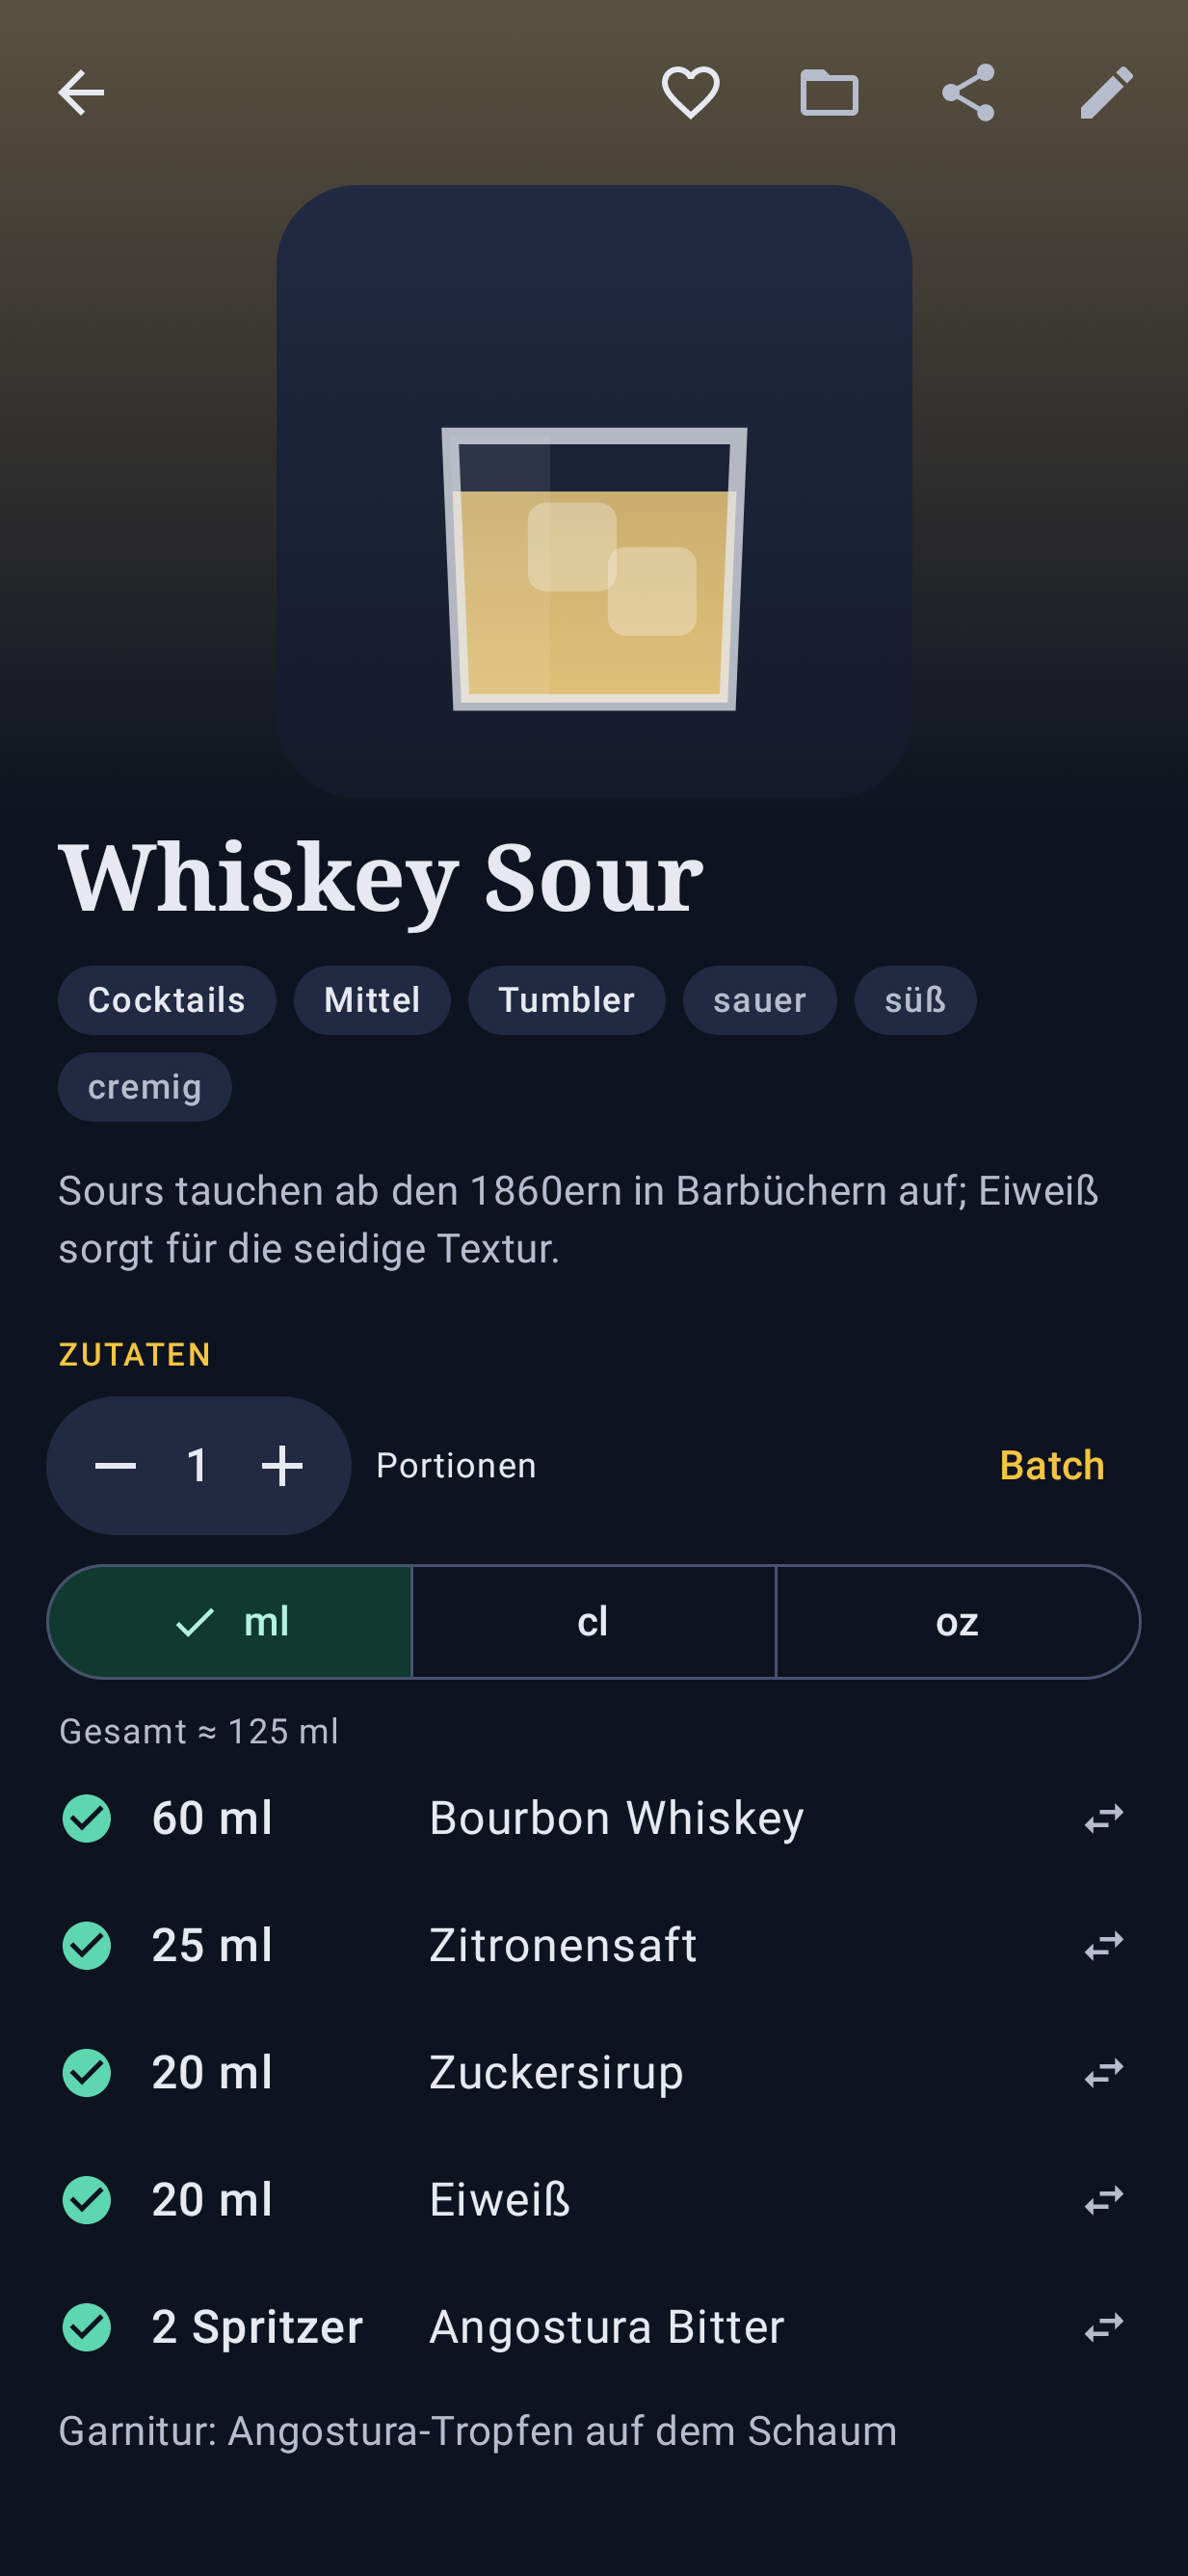 Whiskey Sour
Cocktails Mittel Tumbler sauer süß
cremig
Sours tauchen ab den 1860ern in Barbüchern auf; Eiweiß
sorgt für die seidige Textur.
ZUTATEN
1 Portionen Batch
ml cl oz
Gesamt ≈ 125 ml
60 ml Bourbon Whiskey
25 ml Zitronensaft
20 ml Zuckersirup
20 ml Eiweiß
2 Spritzer Angostura Bitter
Garnitur: Angostura-Tropfen auf dem Schaum